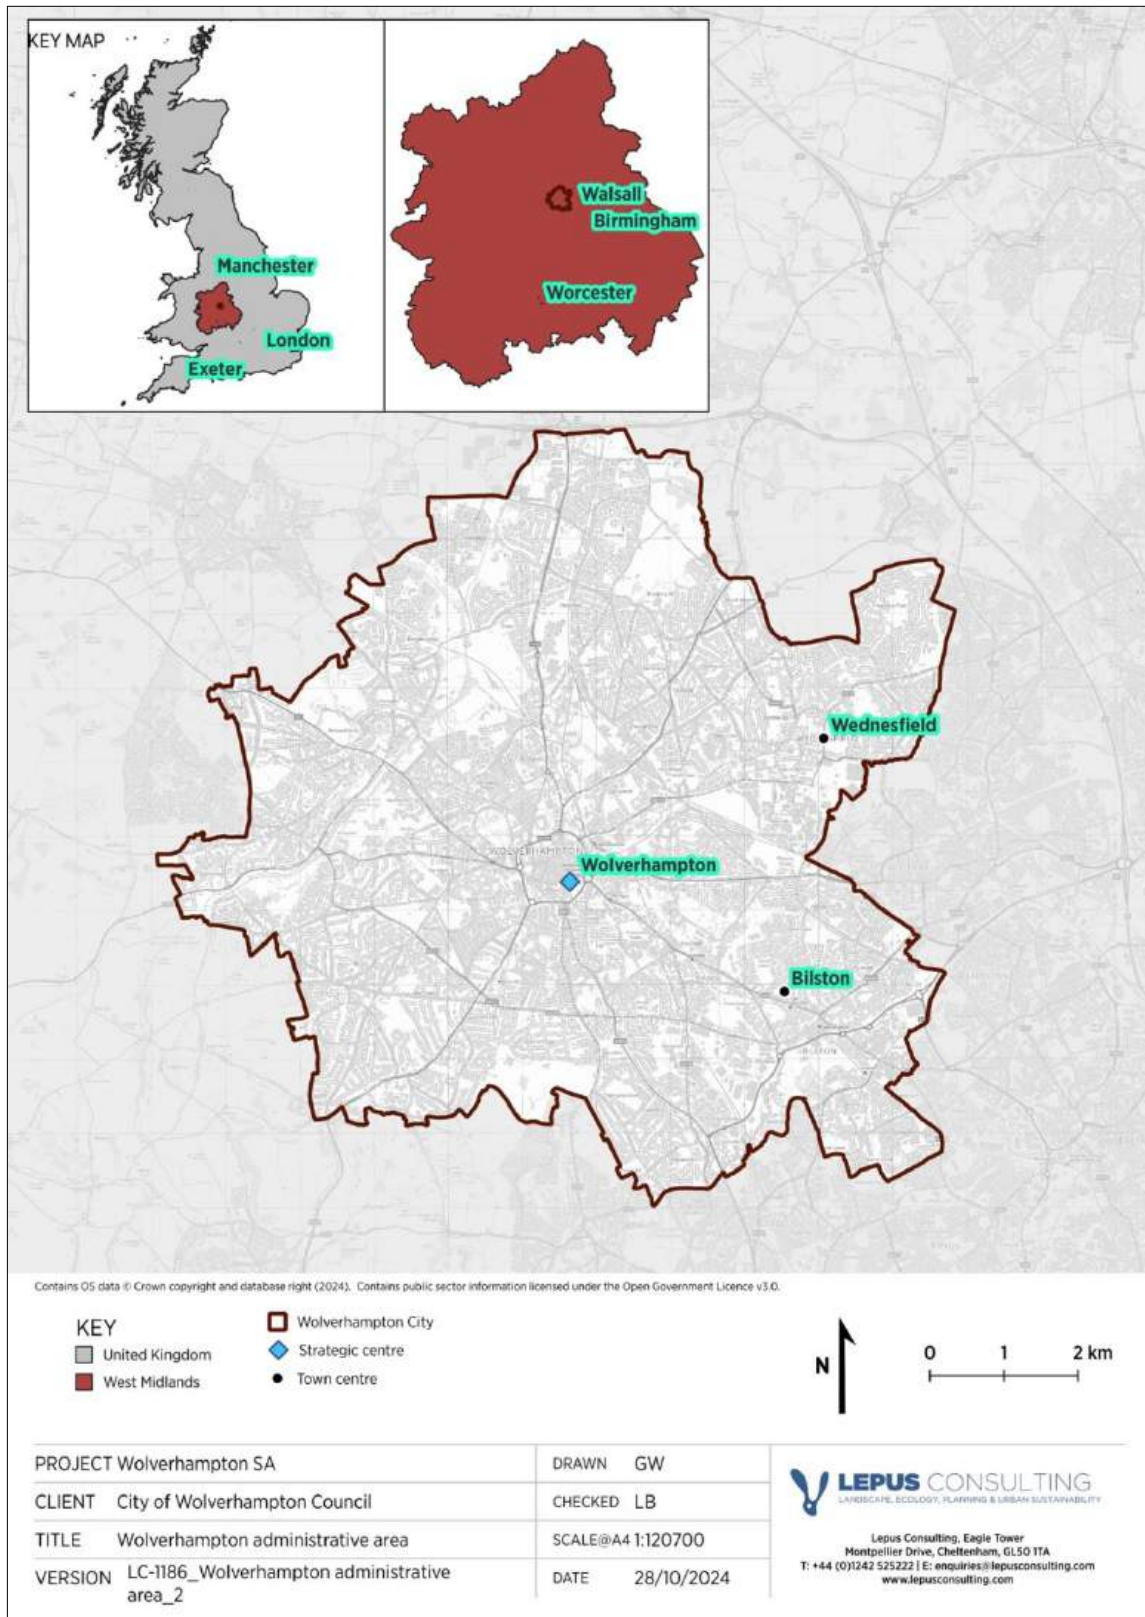 KEY MAP
Manchester
London
Exeter
Walsall
Birmingham
Worcester
Wednesfield
WOLVERHAMPTON
Wolverhampton
Bilston
BILSTON
Contains OS data © Crown copyright and database right (2024). Contains public sector information licensed under the Open Government Licence v3.0.
KEY
United Kingdom
West Midlands
Wolverhampton City
Strategic centre
Town centre
N
0 1 2 km
PROJECT Wolverhampton SA
CLIENT City of Wolverhampton Council
TITLE Wolverhampton administrative area
VERSION LC-1186_Wolverhampton administrative
area_2
DRAWN GW
CHECKED LB
SCALE@A4 1:120700
DATE 28/10/2024
LEPUS CONSULTING
LANDSCAPE, ECOLOGY, PLANNING & URBAN SUSTAINABILITY
Lepus Consulting, Eagle Tower
Montpellier Drive, Cheltenham, GL50 1TA
T: +44 (0)1242 525222 | E: enquiries@lepusconsulting.com
www.lepusconsulting.com